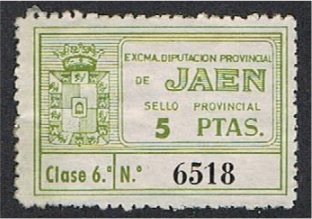 EXCMA. DIPUTACION PROVINCIAL
DE JAEN
SELLO PROVINCIAL
5 PTAS.
Clase 6.ª N.º 6518